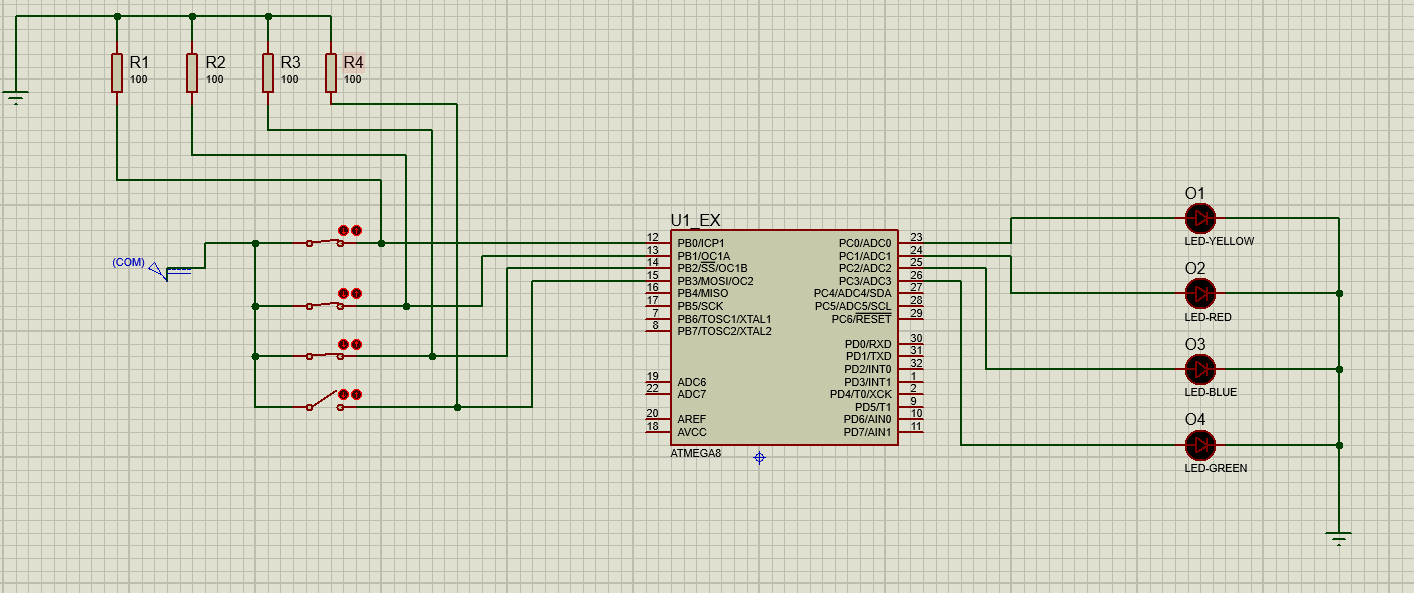 R1
100
R2
100
R3
100
R4
100
(COM)
U1_EX
12 PB0/ICP1
13 PB1/OC1A
14 PB2/SS/OC1B
15 PB3/MOSI/OC2
16 PB4/MISO
17 PB5/SCK
7 PB6/TOSC1/XTAL1
8 PB7/TOSC2/XTAL2
19 ADC6
22 ADC7
20 AREF
18 AVCC
PC0/ADC0 23
PC1/ADC1 24
PC2/ADC2 25
PC3/ADC3 26
PC4/ADC4/SDA 27
PC5/ADC5/SCL 28
PC6/RESET 29
PD0/RXD 30
PD1/TXD 31
PD2/INT0 32
PD3/INT1 1
PD4/T0/XCK 2
PD5/T1 9
PD6/AIN0 10
PD7/AIN1 11
ATMEGA8
O1
LED-YELLOW
O2
LED-RED
O3
LED-BLUE
O4
LED-GREEN